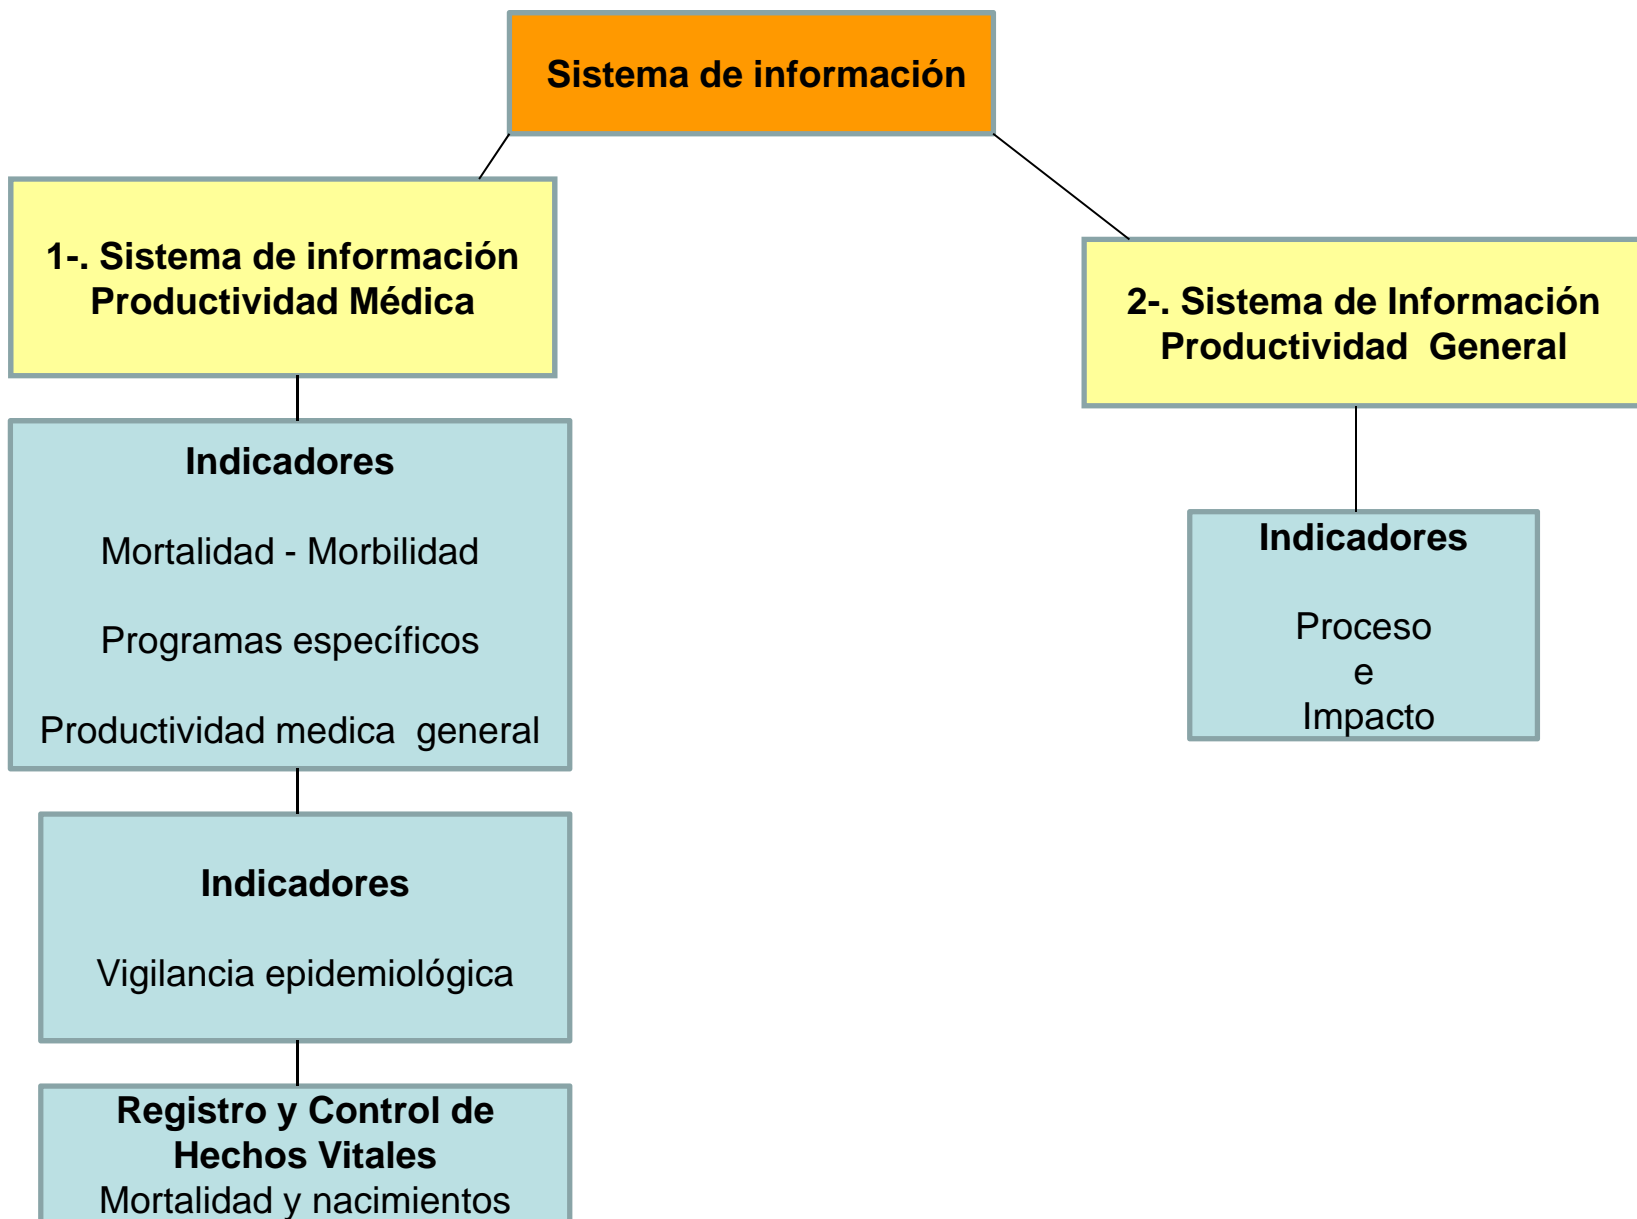 Sistema de información
1-. Sistema de información
Productividad Médica
Indicadores
Mortalidad - Morbilidad
Programas específicos
Productividad medica  general
Indicadores
Vigilancia epidemiológica
Registro y Control de
Hechos Vitales
Mortalidad y nacimientos
2-. Sistema de Información
Productividad  General
Indicadores
Proceso
e
Impacto